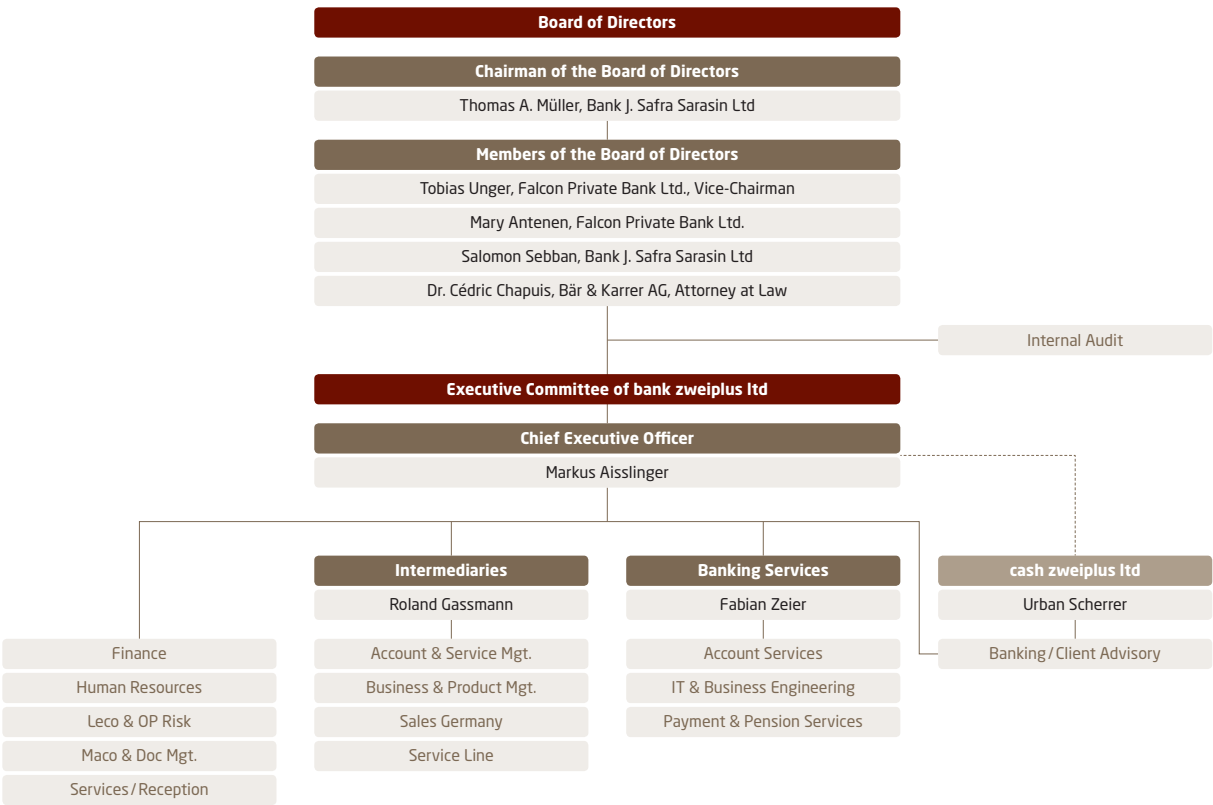 Board of Directors
Chairman of the Board of Directors
Thomas A. Müller, Bank J. Safra Sarasin Ltd
Members of the Board of Directors
Tobias Unger, Falcon Private Bank Ltd., Vice-Chairman
Mary Antenen, Falcon Private Bank Ltd.
Salomon Sebban, Bank J. Safra Sarasin Ltd
Dr. Cédric Chapuis, Bär & Karrer AG, Attorney at Law
Internal Audit
Executive Committee of bank zweiplus ltd
Chief Executive Officer
Markus Aisslinger
Finance
Human Resources
Leco & OP Risk
Maco & Doc Mgt.
Services/Reception
Intermediaries
Roland Gassmann
Account & Service Mgt.
Business & Product Mgt.
Sales Germany
Service Line
Banking Services
Fabian Zeier
Account Services
IT & Business Engineering
Payment & Pension Services
cash zweiplus ltd
Urban Scherrer
Banking/Client Advisory